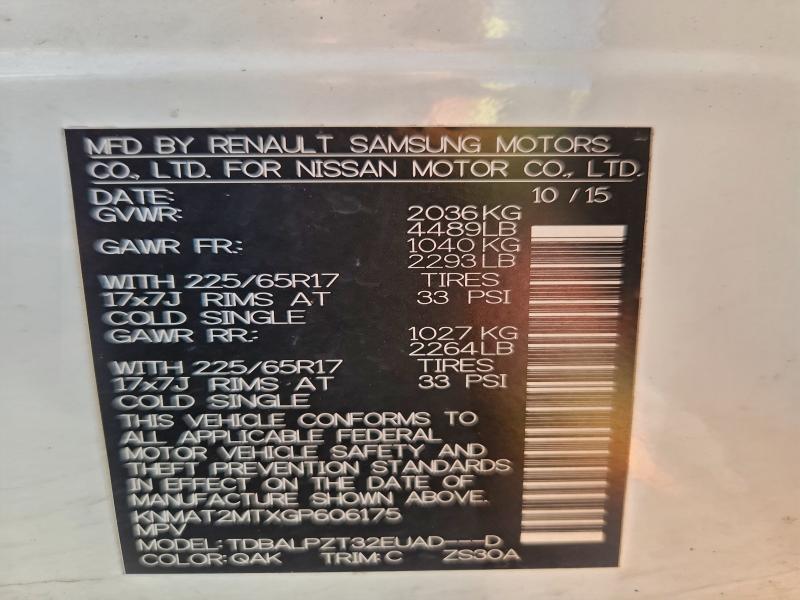 MFD BY RENAULT SAMSUNG MOTORS
CO., LTD. FOR NISSAN MOTOR CO., LTD.
DATE: 10 / 15
GVWR: 2036 KG
4489 LB
GAWR FR.: 1040 KG
2293 LB
WITH 225/65R17 TIRES
17x7J RIMS AT 33 PSI
COLD SINGLE
GAWR RR.: 1027 KG
2264 LB
WITH 225/65R17 TIRES
17x7J RIMS AT 33 PSI
COLD SINGLE
THIS VEHICLE CONFORMS TO
ALL APPLICABLE FEDERAL
MOTOR VEHICLE SAFETY AND
THEFT PREVENTION STANDARDS
IN EFFECT ON THE DATE OF
MANUFACTURE SHOWN ABOVE.
KNMAT2MTXGP606175
MPV
MODEL: TDBALPZT32EUAD---D
COLOR: QAK TRIM: C ZS30A